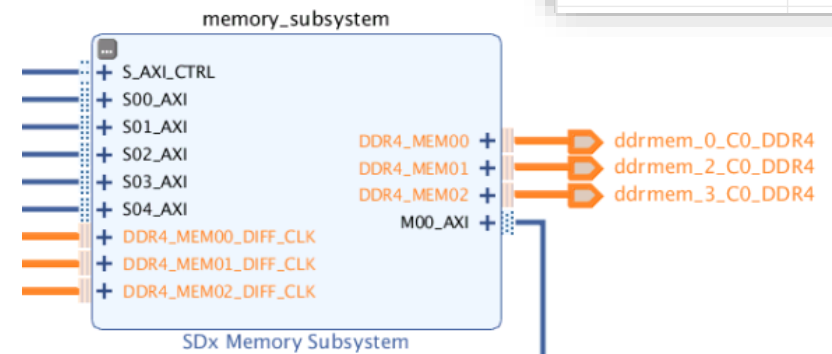 memory_subsystem
...
S_AXI_CTRL
S00_AXI
S01_AXI
S02_AXI
S03_AXI
S04_AXI
DDR4_MEM00_DIFF_CLK
DDR4_MEM01_DIFF_CLK
DDR4_MEM02_DIFF_CLK
DDR4_MEM00
DDR4_MEM01
DDR4_MEM02
M00_AXI
ddrmem_0_C0_DDR4
ddrmem_2_C0_DDR4
ddrmem_3_C0_DDR4
SDx Memory Subsystem